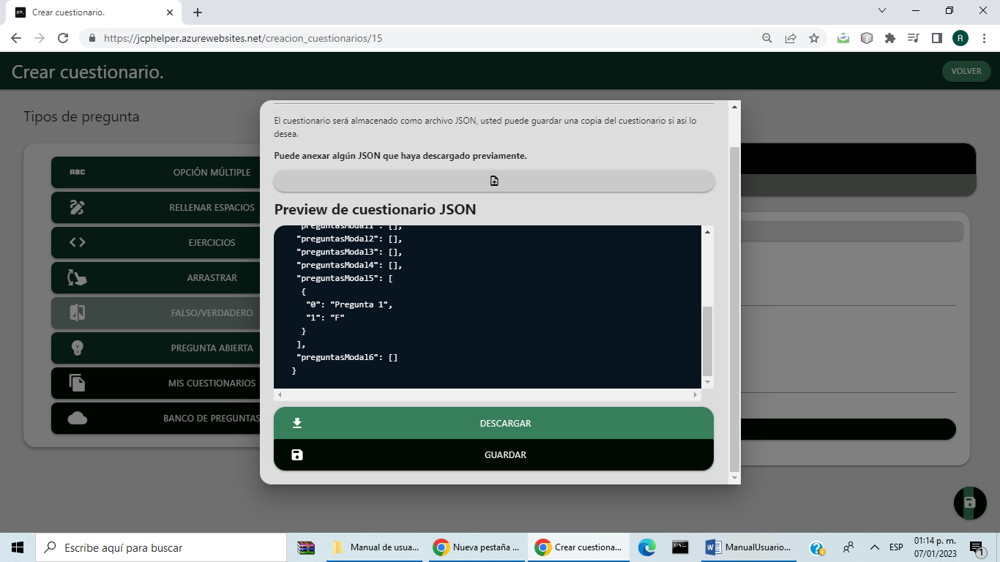 JCP_
Crear cuestionario.
https://jcphelper.azurewebsites.net/creacion_cuestionarios/15
R
Crear cuestionario.
VOLVER
Tipos de pregunta
ABC OPCIÓN MÚLTIPLE
RELLENAR ESPACIOS
EJERCICIOS
ARRASTRAR
FALSO/VERDADERO
PREGUNTA ABIERTA
MIS CUESTIONARIOS
BANCO DE PREGUNTAS
El cuestionario será almacenado como archivo JSON, usted puede guardar una copia del cuestionario si asi lo
desea.
Puede anexar algún JSON que haya descargado previamente.
Preview de cuestionario JSON
"preguntasModal1": [],
"preguntasModal2": [],
"preguntasModal3": [],
"preguntasModal4": [],
"preguntasModal5": [
{
"0": "Pregunta 1",
"1": "F"
}
],
"preguntasModal6": []
}
DESCARGAR
GUARDAR
Escribe aquí para buscar
Manual de usua...
Nueva pestaña ...
Crear cuestiona...
ManualUsuario...
ESP
01:14 p. m.
07/01/2023
1